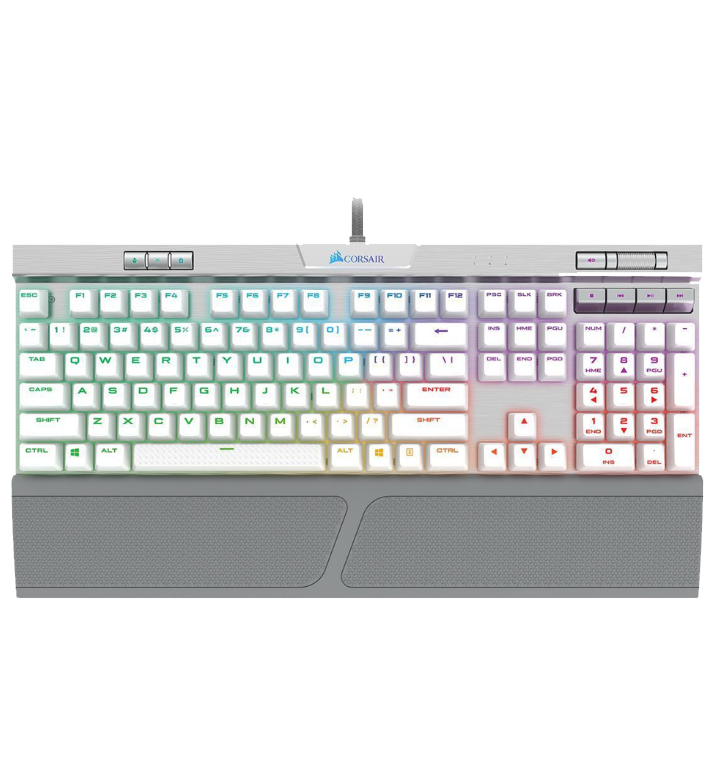 CORSAIR
ESC F1 F2 F3 F4 F5 F6 F7 F8 F9 F10 F11 F12 PSC SLK BRK
1 ! 2 @ 3 # 4 $ 5 % 6 ^ 7 & 8 * 9 ( 0 ) - = + INS HME PGU NUM / * -
TAB Q W E R T Y U I O P [ { ] } \ | DEL END PGD 7 HME 8 9 PGU +
CAPS A S D F G H J K L ; : ' " ENTER 4 5 6
SHIFT Z X C V B N M , < . > / ? SHIFT 1 END 2 3 PGD ENT
CTRL ALT ALT CTRL 0 INS . DEL